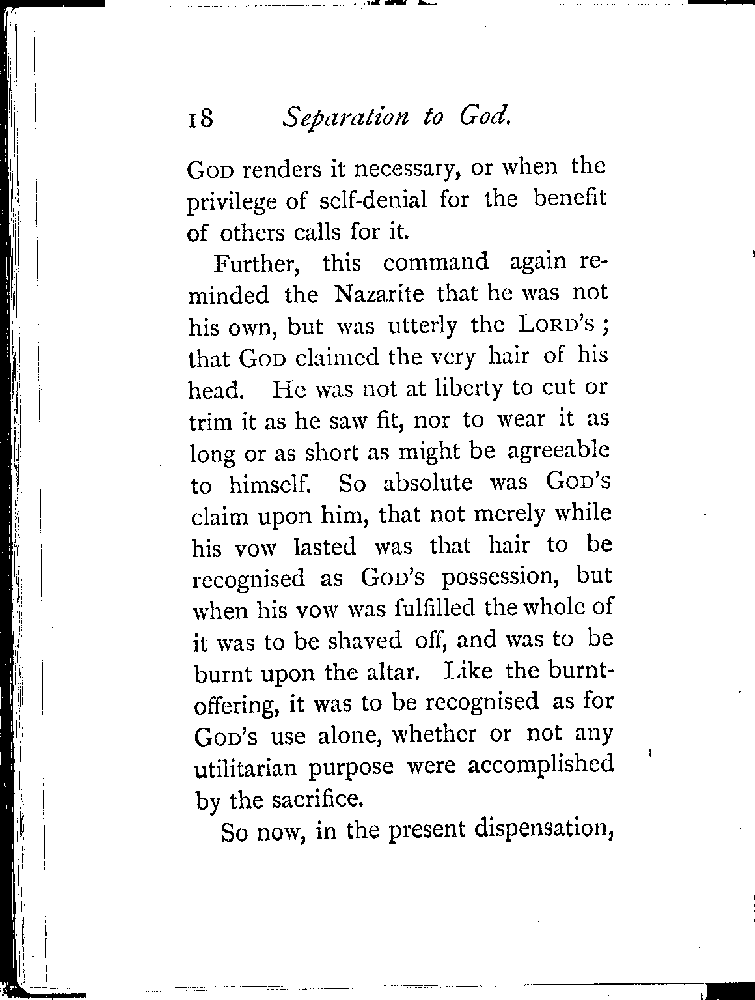 18 Separation to God.
GOD renders it necessary, or when the
privilege of self-denial for the benefit
of others calls for it.
Further, this command again re-
minded the Nazarite that he was not
his own, but was utterly the LORD'S ;
that GOD claimed the very hair of his
head. He was not at liberty to cut or
trim it as he saw fit, nor to wear it as
long or as short as might be agreeable
to himself. So absolute was GOD'S
claim upon him, that not merely while
his vow lasted was that hair to be
recognised as GOD'S possession, but
when his vow was fulfilled the whole of
it was to be shaved off, and was to be
burnt upon the altar. Like the burnt-
offering, it was to be recognised as for
GOD'S use alone, whether or not any
utilitarian purpose were accomplished
by the sacrifice.
So now, in the present dispensation,